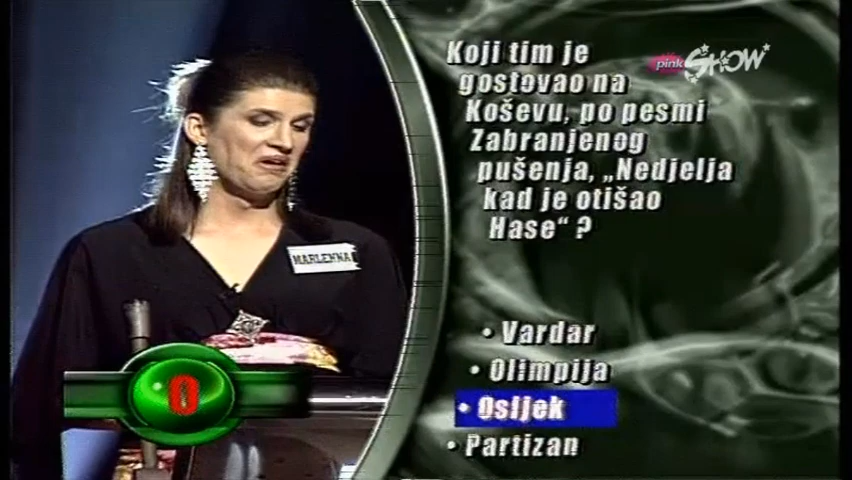 Koji tim je
gostovao na
Koševu, po pesmi
Zabranjenog
pušenja, „Nedjelja
kad je otišao
Hase“ ?
pink SHOW
MARLENNA
• Vardar
• Olimpija
• Osijek
• Partizan
0